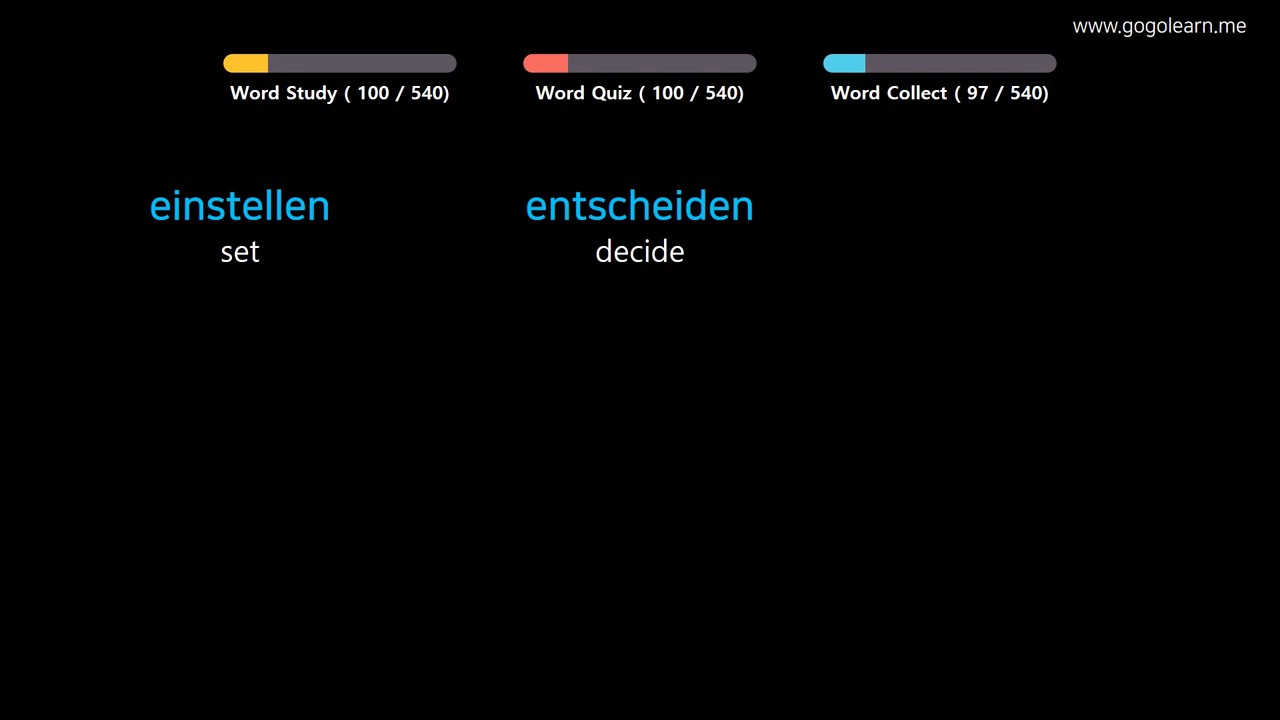 www.gogolearn.me
Word Study ( 100 / 540)
Word Quiz ( 100 / 540)
Word Collect ( 97 / 540)
einstellen
set
entscheiden
decide